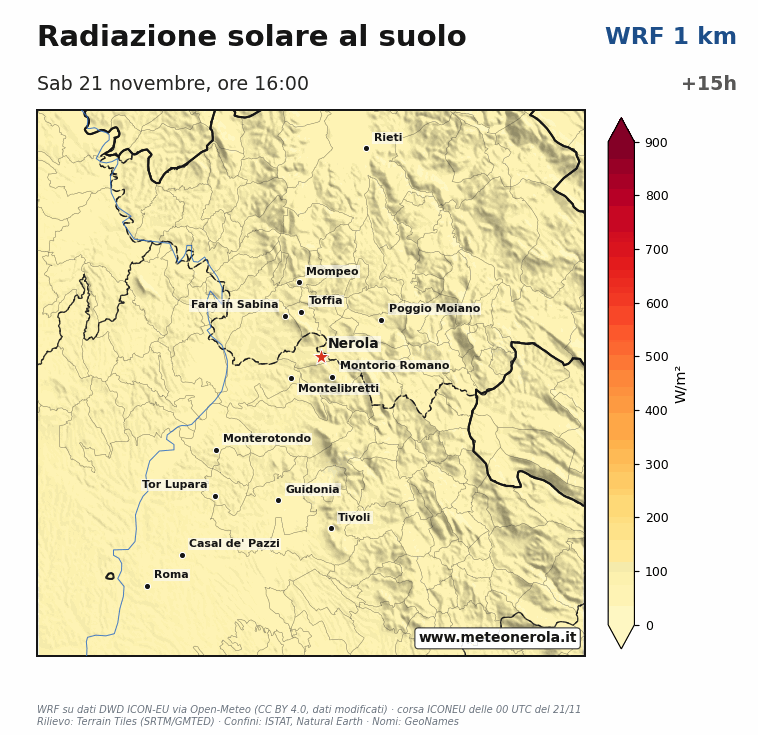 Radiazione solare al suolo
WRF 1 km
Sab 21 novembre, ore 16:00
+15h
Rieti
Mompeo
Toffia
Fara in Sabina
Poggio Moiano
Nerola
Montorio Romano
Montelibretti
Monterotondo
Tor Lupara
Guidonia
Tivoli
Casal de' Pazzi
Roma
www.meteonerola.it
900
800
700
600
500
400
300
200
100
0
W/m²
WRF su dati DWD ICON-EU via Open-Meteo (CC BY 4.0, dati modificati) · corsa ICONEU delle 00 UTC del 21/11
Rilievo: Terrain Tiles (SRTM/GMTED) · Confini: ISTAT, Natural Earth · Nomi: GeoNames